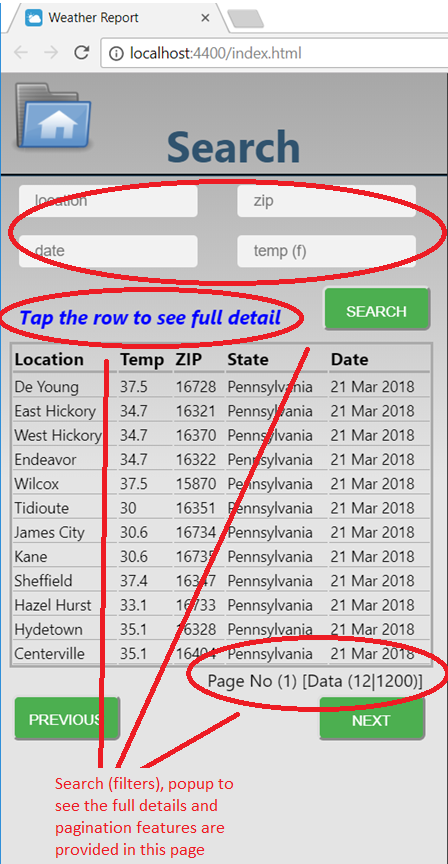 Weather Report
localhost:4400/index.html
Search
location zip
date temp (f)
Tap the row to see full detail
SEARCH
Location Temp ZIP State Date
De Young 37.5 16728 Pennsylvania 21 Mar 2018
East Hickory 34.7 16321 Pennsylvania 21 Mar 2018
West Hickory 34.7 16370 Pennsylvania 21 Mar 2018
Endeavor 34.7 16322 Pennsylvania 21 Mar 2018
Wilcox 37.5 15870 Pennsylvania 21 Mar 2018
Tidioute 30 16351 Pennsylvania 21 Mar 2018
James City 30.6 16734 Pennsylvania 21 Mar 2018
Kane 30.6 16735 Pennsylvania 21 Mar 2018
Sheffield 37.4 16347 Pennsylvania 21 Mar 2018
Hazel Hurst 33.1 16733 Pennsylvania 21 Mar 2018
Hydetown 35.1 16328 Pennsylvania 21 Mar 2018
Centerville 35.1 16404 Pennsylvania 21 Mar 2018
Page No (1) [Data (12|1200)]
PREVIOUS NEXT
Search (filters), popup to
see the full details and
pagination features are
provided in this page